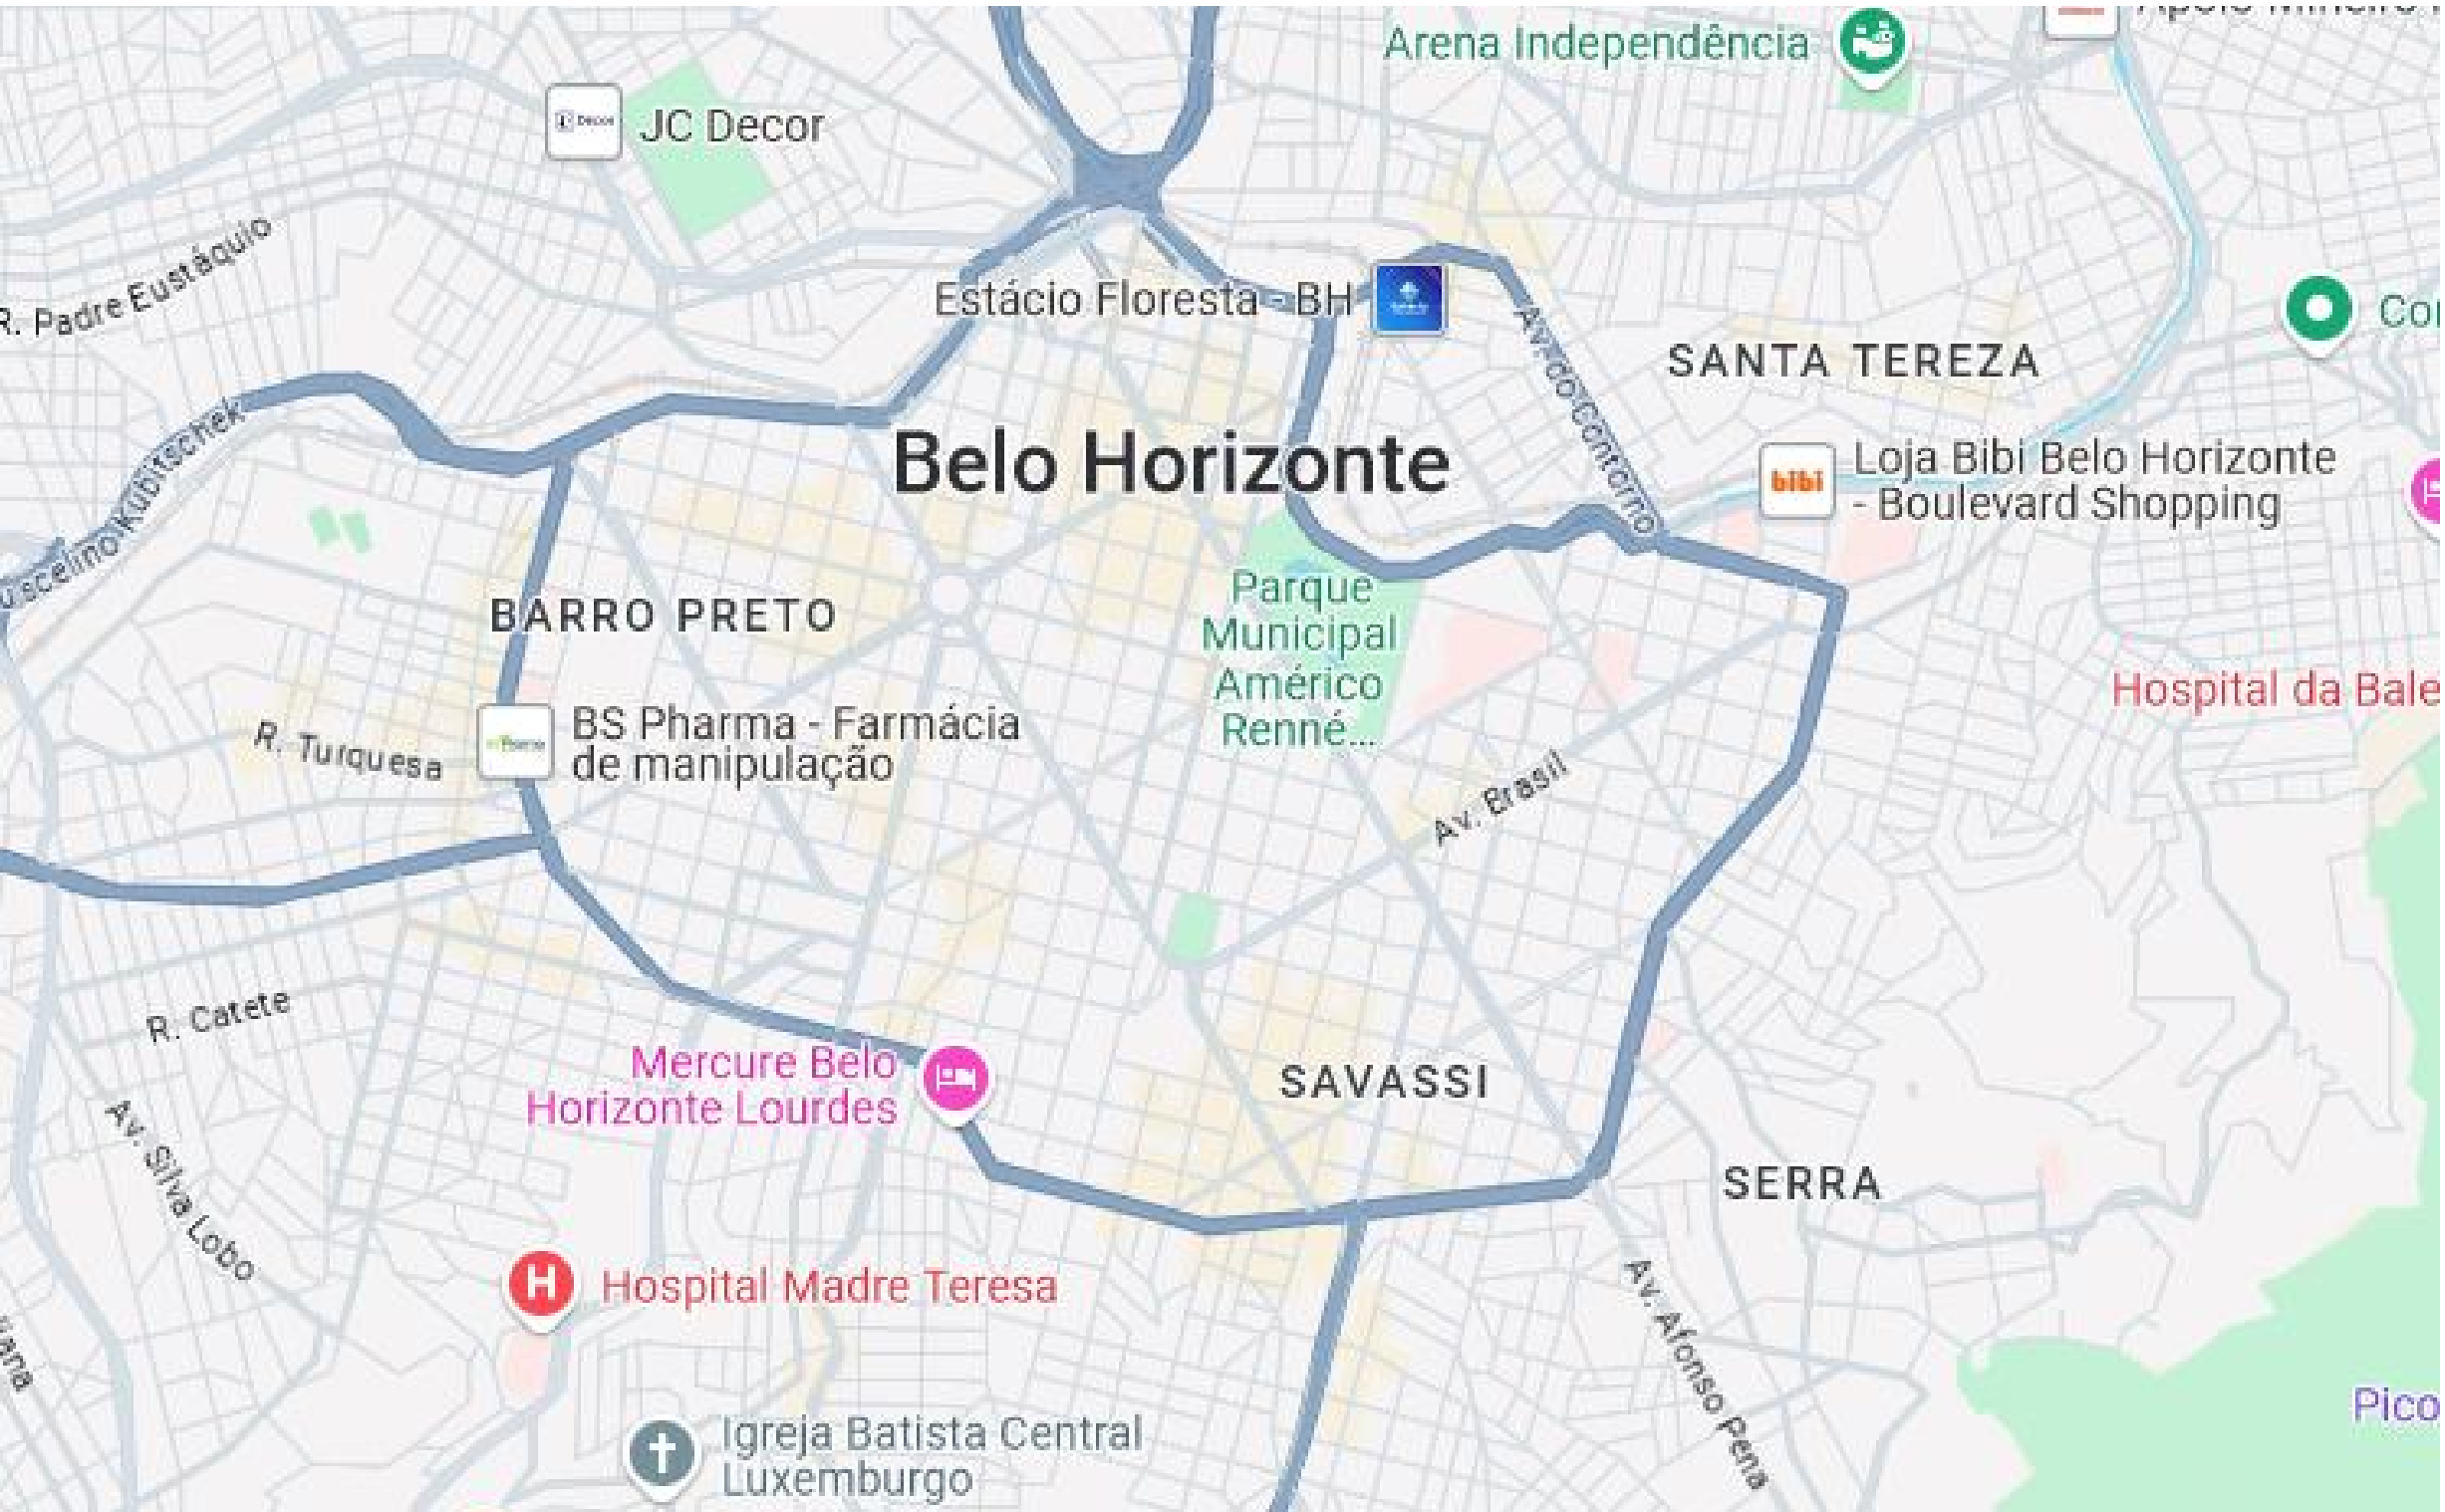 Arena Independência
JC Decor
R. Padre Eustáquio
Estácio Floresta - BH
Av. do Contorno
SANTA TEREZA
Kubitschek
Belo Horizonte
bibi
Loja Bibi Belo Horizonte
- Boulevard Shopping
Parque
Municipal
Américo
Renné...
BARRO PRETO
Hospital da Bale
R. Turquesa
BS Pharma - Farmácia
de manipulação
Av. Brasil
R. Catete
Mercure Belo
Horizonte Lourdes
SAVASSI
Av. Silva Lobo
SERRA
H
Hospital Madre Teresa
Av. Afonso Pena
Pico
Igreja Batista Central
Luxemburgo